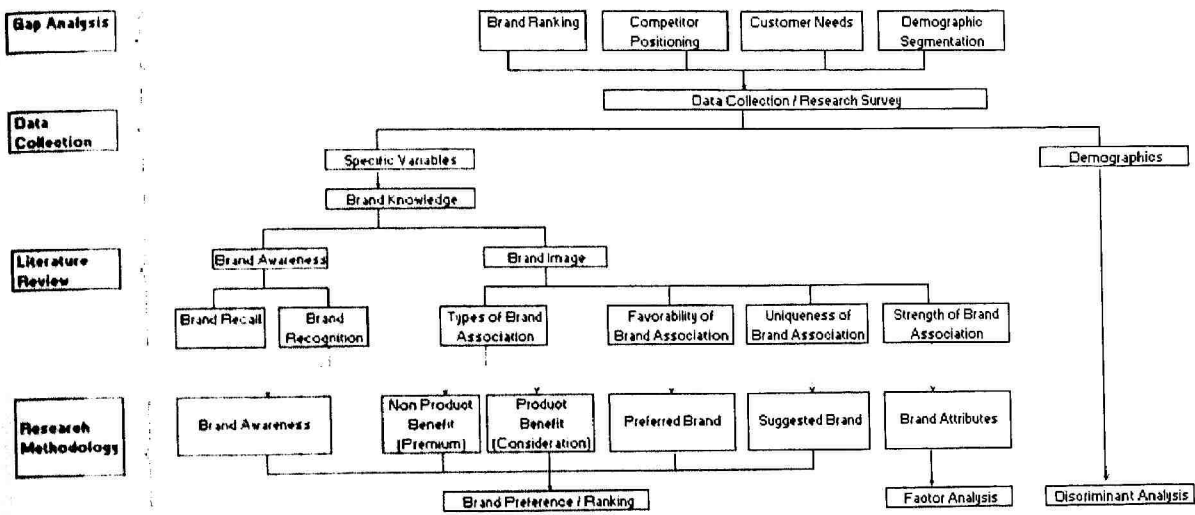 Gap Analysis
Brand Ranking
Competitor
Positioning
Customer Needs
Demographic
Segmentation
Data Collection / Research Survey
Data
Collection
Specific Variables
Demographics
Brand Knowledge
Literature
Review
Brand Awareness
Brand Image
Brand Recall
Brand
Recognition
Types of Brand
Association
Favorability of
Brand Association
Uniqueness of
Brand Association
Strength of Brand
Association
Research
Methodology
Brand Awareness
Non Product
Benefit
(Premium)
Product
Benefit
(Consideration)
Preferred Brand
Suggested Brand
Brand Attributes
Brand Preference / Ranking
Factor Analysis
Discriminant Analysis